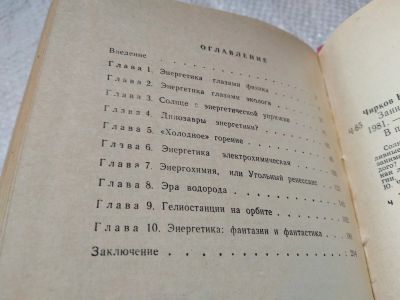 ОГЛАВЛЕНИЕ
Введение
Глава 1. Энергетика глазами физика
Глава 2. Энергетика глазами эколога
Глава 3. Солнце в энергетической упряжке
Глава 4. Динозавры энергетики?
Глава 5. «Холодное» горение
Глава 6. Энергетика электрохимическая
Глава 7. Энергохимия, или Угольный ренессанс
Глава 8. Эра водорода
Глава 9. Гелиостанции на орбите
Глава 10. Энергетика: фантазии и фантастика
Заключение
Чирков
Ч 65
1981. —
В п